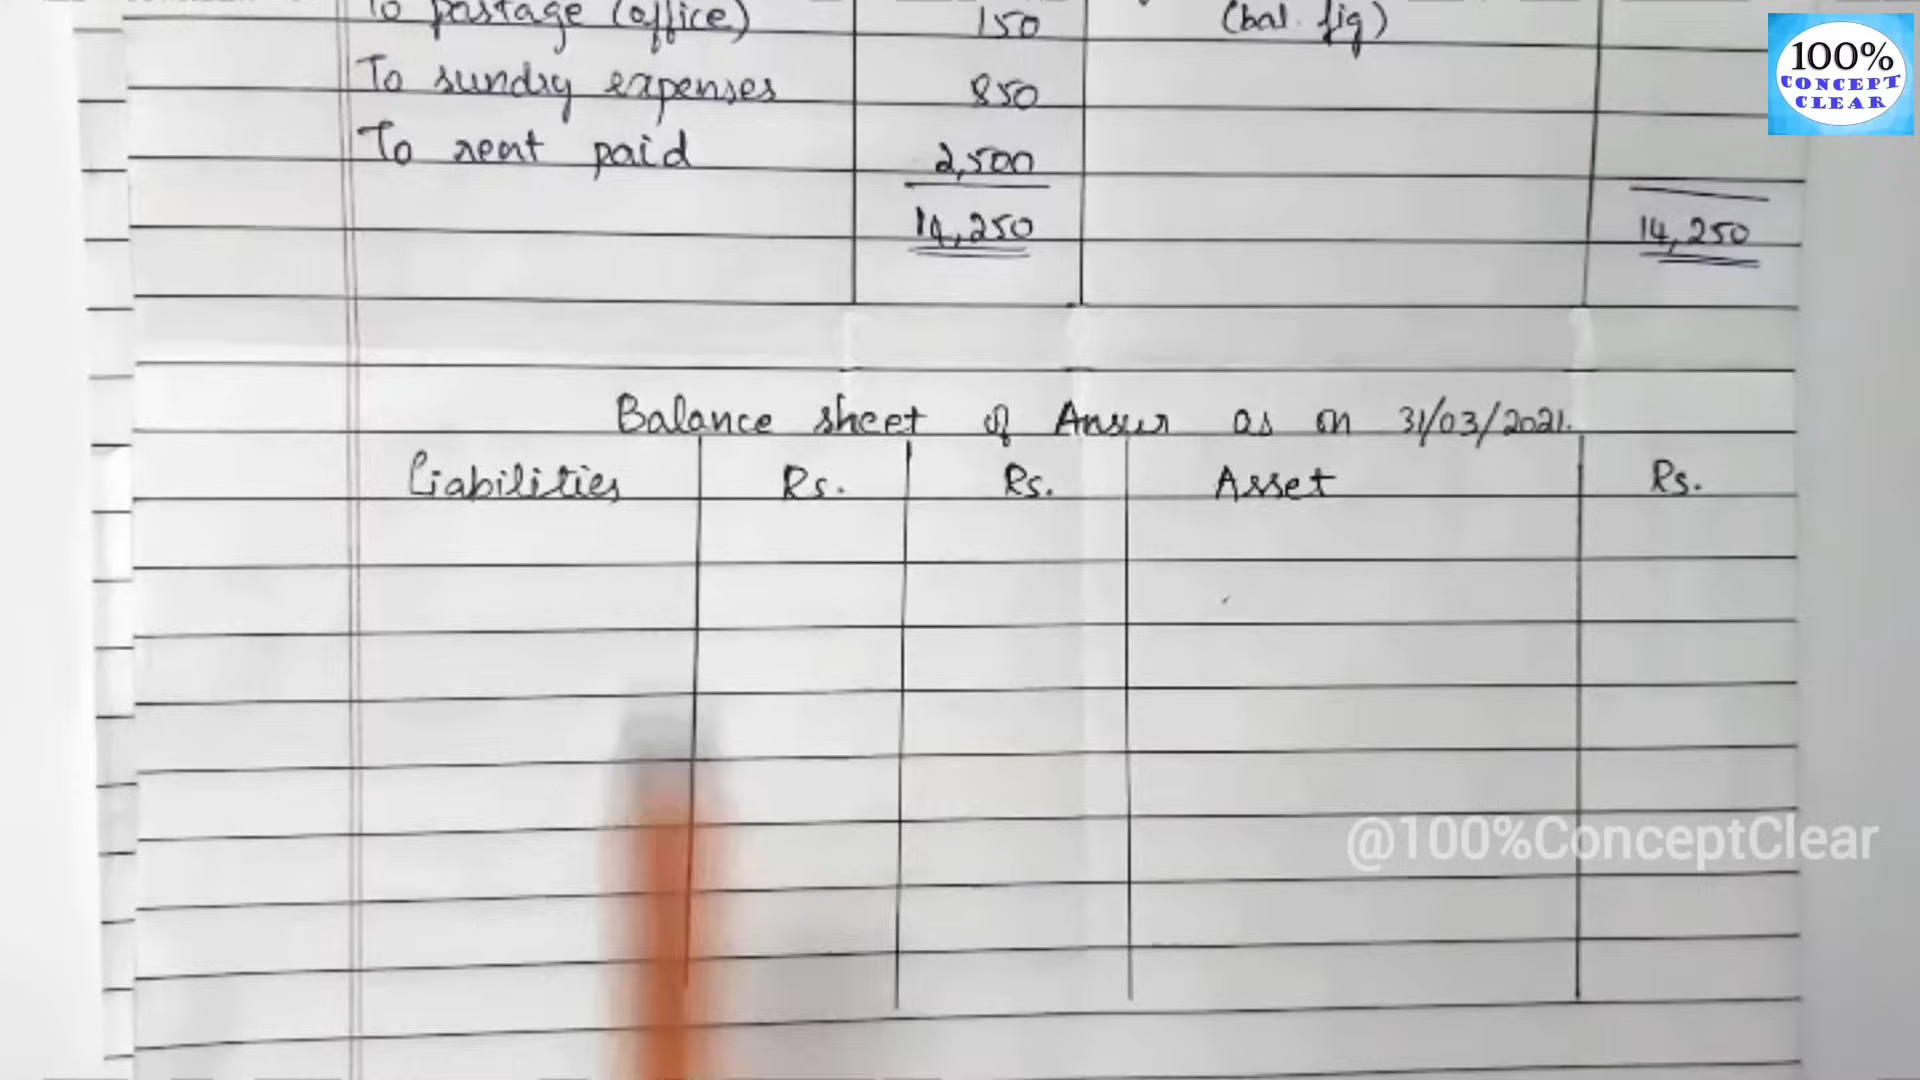 To postage (office) 150 (bal. fig)
To sundry expenses 850
To rent paid 2,500
14,250 14,250
Balance sheet of Ansur as on 31/03/2021.
Liabilities Rs. Rs. Asset Rs.
100%
CONCEPT
CLEAR
@100%ConceptClear